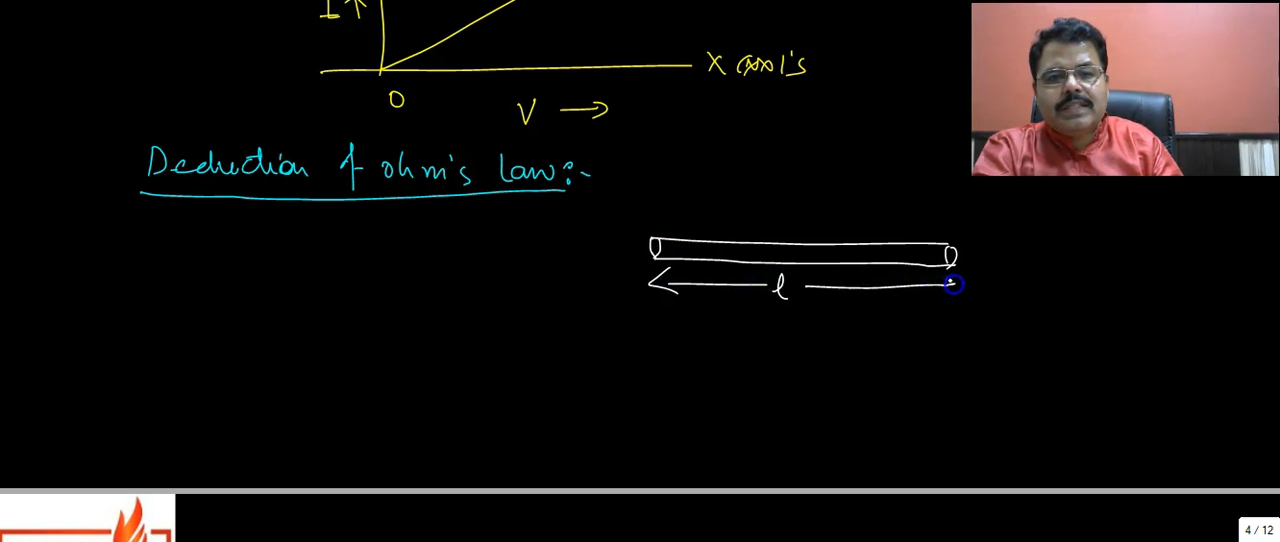 I ↑
X axis
0
V →
Deduction of ohm's law:-
l
4 / 12